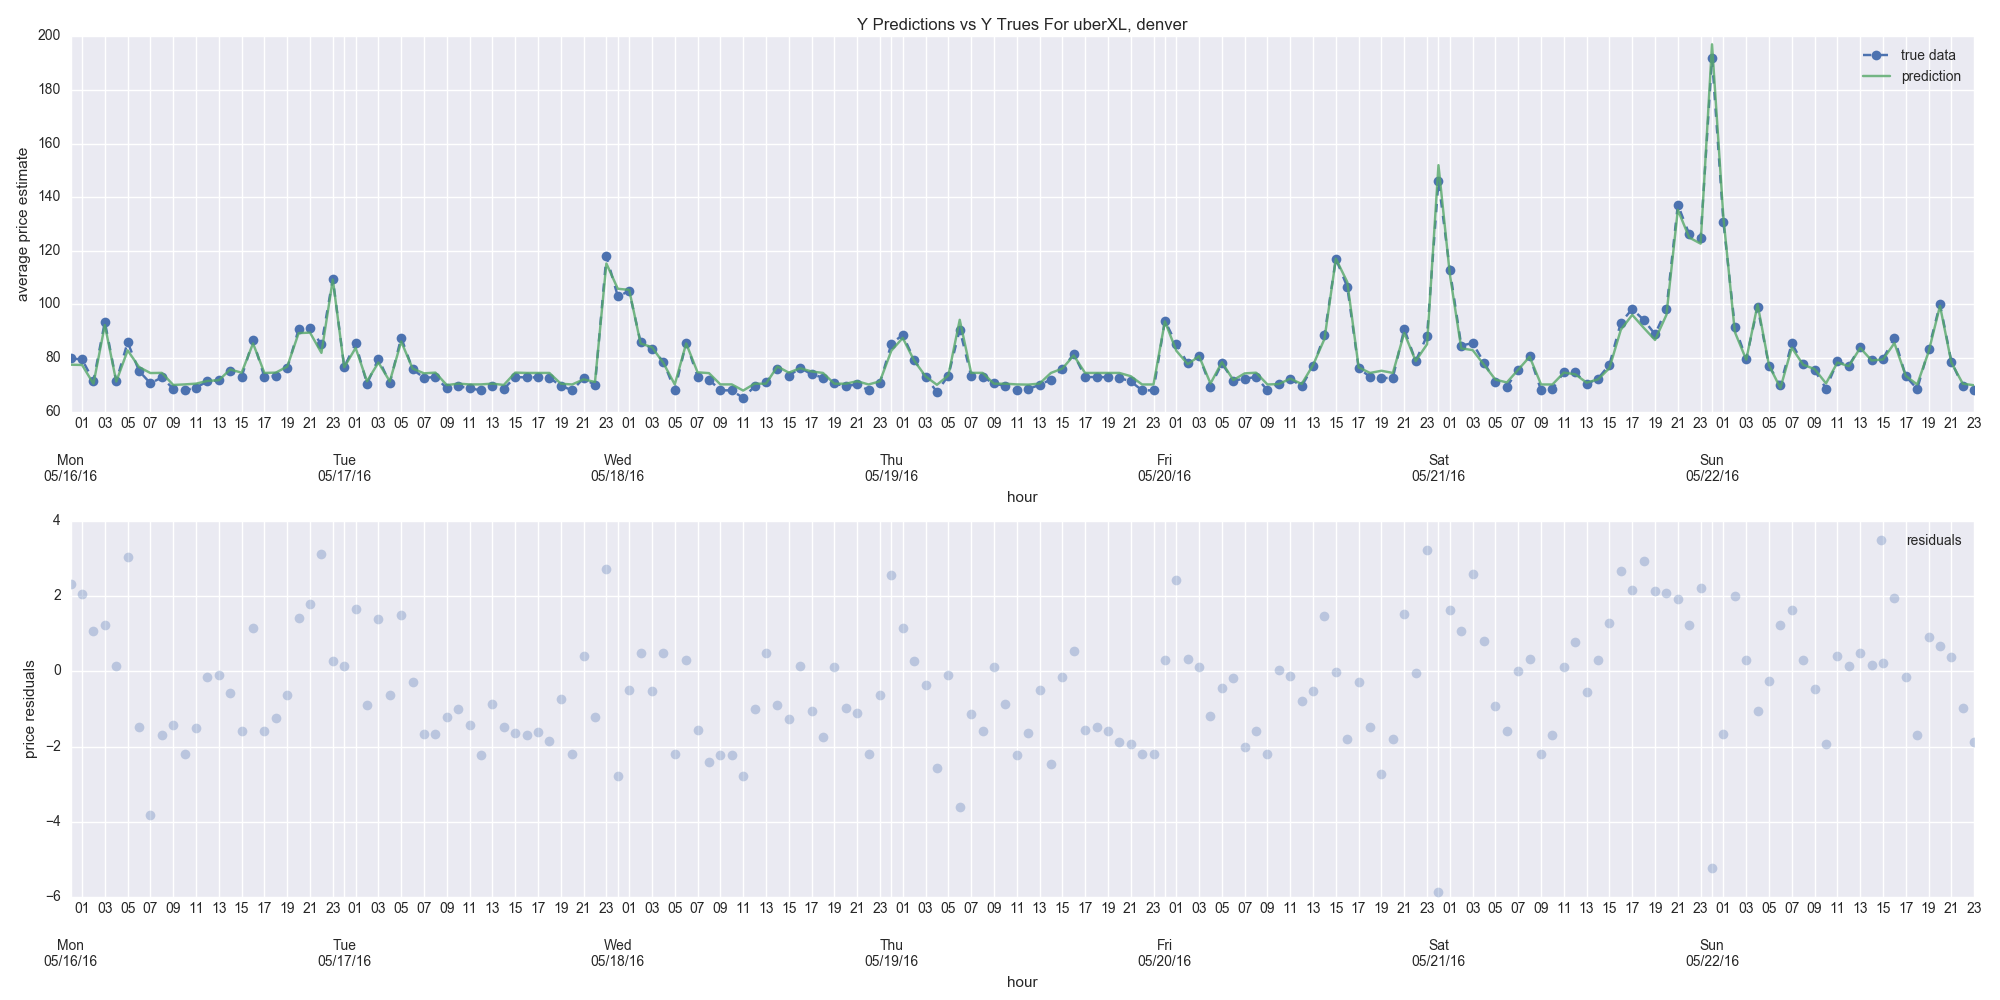 Y Predictions vs Y Trues For uberXL, denver
200
180
160
140
120
100
80
60
average price estimate
true data
prediction
01 03 05 07 09 11 13 15 17 19 21 23 01 03 05 07 09 11 13 15 17 19 21 23 01 03 05 07 09 11 13 15 17 19 21 23 01 03 05 07 09 11 13 15 17 19 21 23 01 03 05 07 09 11 13 15 17 19 21 23 01 03 05 07 09 11 13 15 17 19 21 23 01 03 05 07 09 11 13 15 17 19 21 23
Mon Tue Wed Thu Fri Sat Sun
05/16/16 05/17/16 05/18/16 05/19/16 05/20/16 05/21/16 05/22/16
hour
4
2
0
−2
−4
−6
price residuals
residuals
01 03 05 07 09 11 13 15 17 19 21 23 01 03 05 07 09 11 13 15 17 19 21 23 01 03 05 07 09 11 13 15 17 19 21 23 01 03 05 07 09 11 13 15 17 19 21 23 01 03 05 07 09 11 13 15 17 19 21 23 01 03 05 07 09 11 13 15 17 19 21 23 01 03 05 07 09 11 13 15 17 19 21 23
Mon Tue Wed Thu Fri Sat Sun
05/16/16 05/17/16 05/18/16 05/19/16 05/20/16 05/21/16 05/22/16
hour